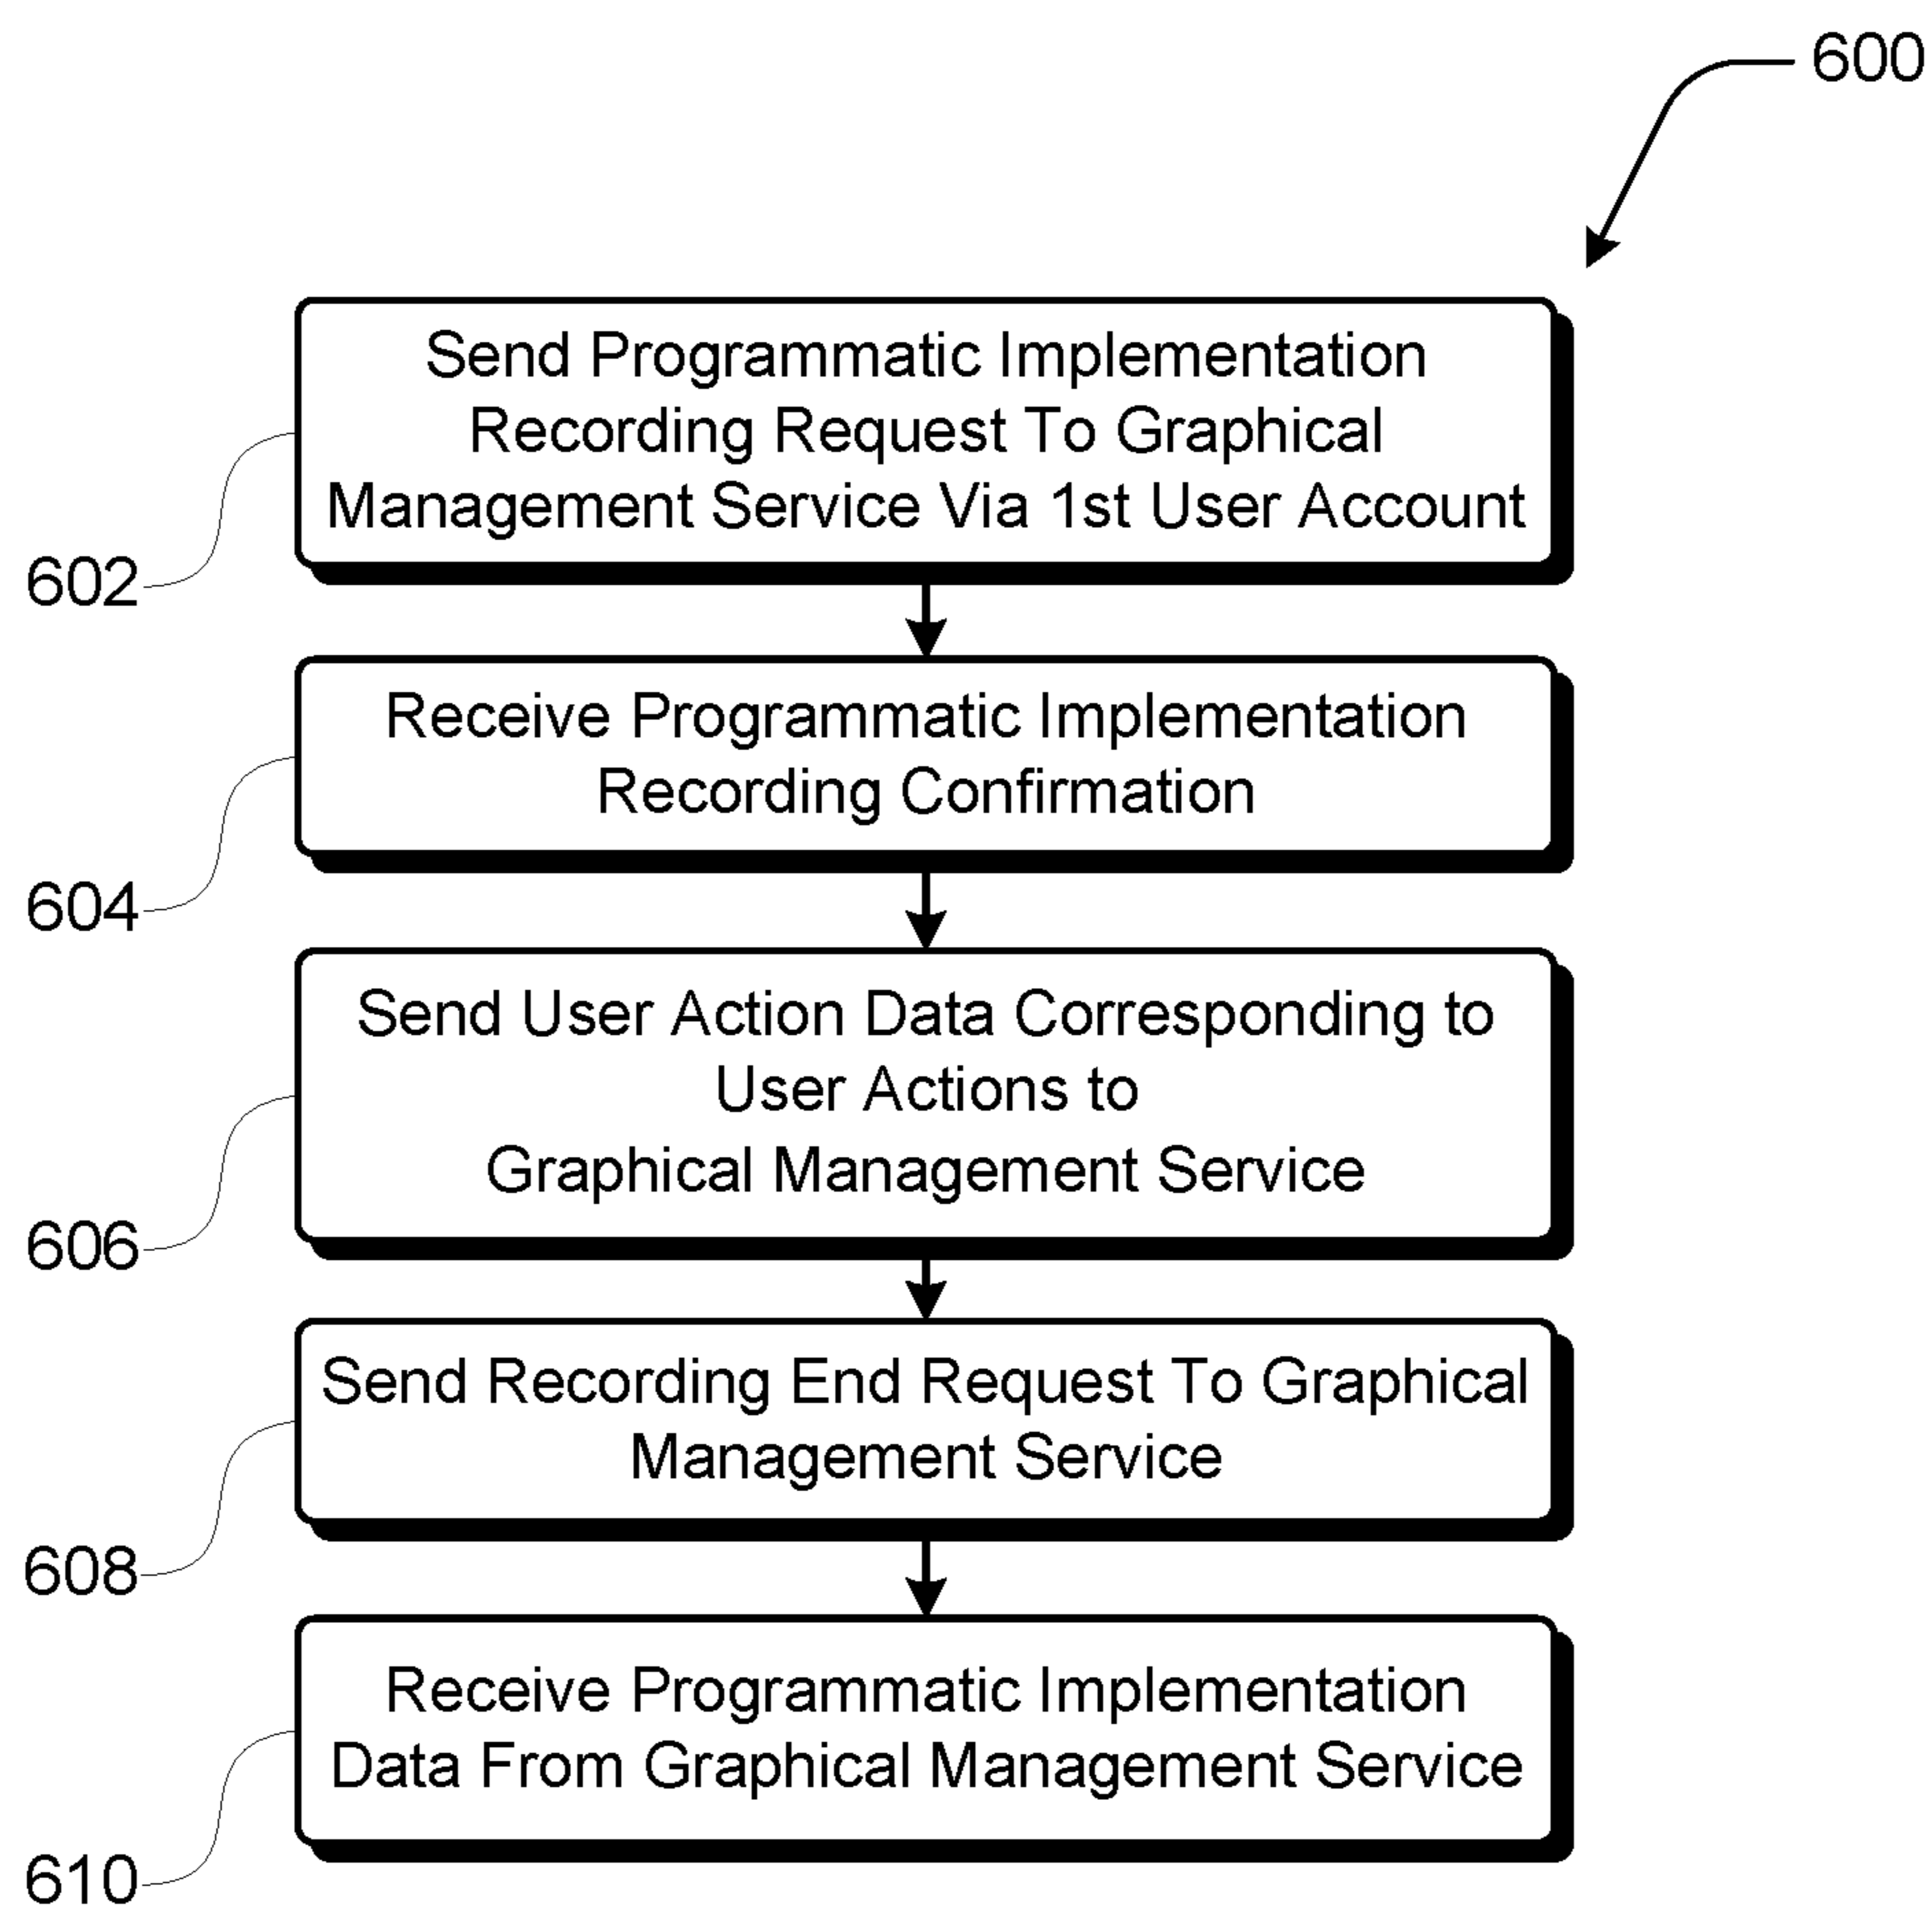 600
Send Programmatic Implementation
Recording Request To Graphical
Management Service Via 1st User Account
602
Receive Programmatic Implementation
Recording Confirmation
604
Send User Action Data Corresponding to
User Actions to
Graphical Management Service
606
Send Recording End Request To Graphical
Management Service
608
Receive Programmatic Implementation
Data From Graphical Management Service
610